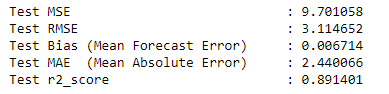 Test MSE : 9.701058
Test RMSE : 3.114652
Test Bias (Mean Forecast Error) : 0.006714
Test MAE (Mean Absolute Error) : 2.440066
Test r2_score : 0.891401